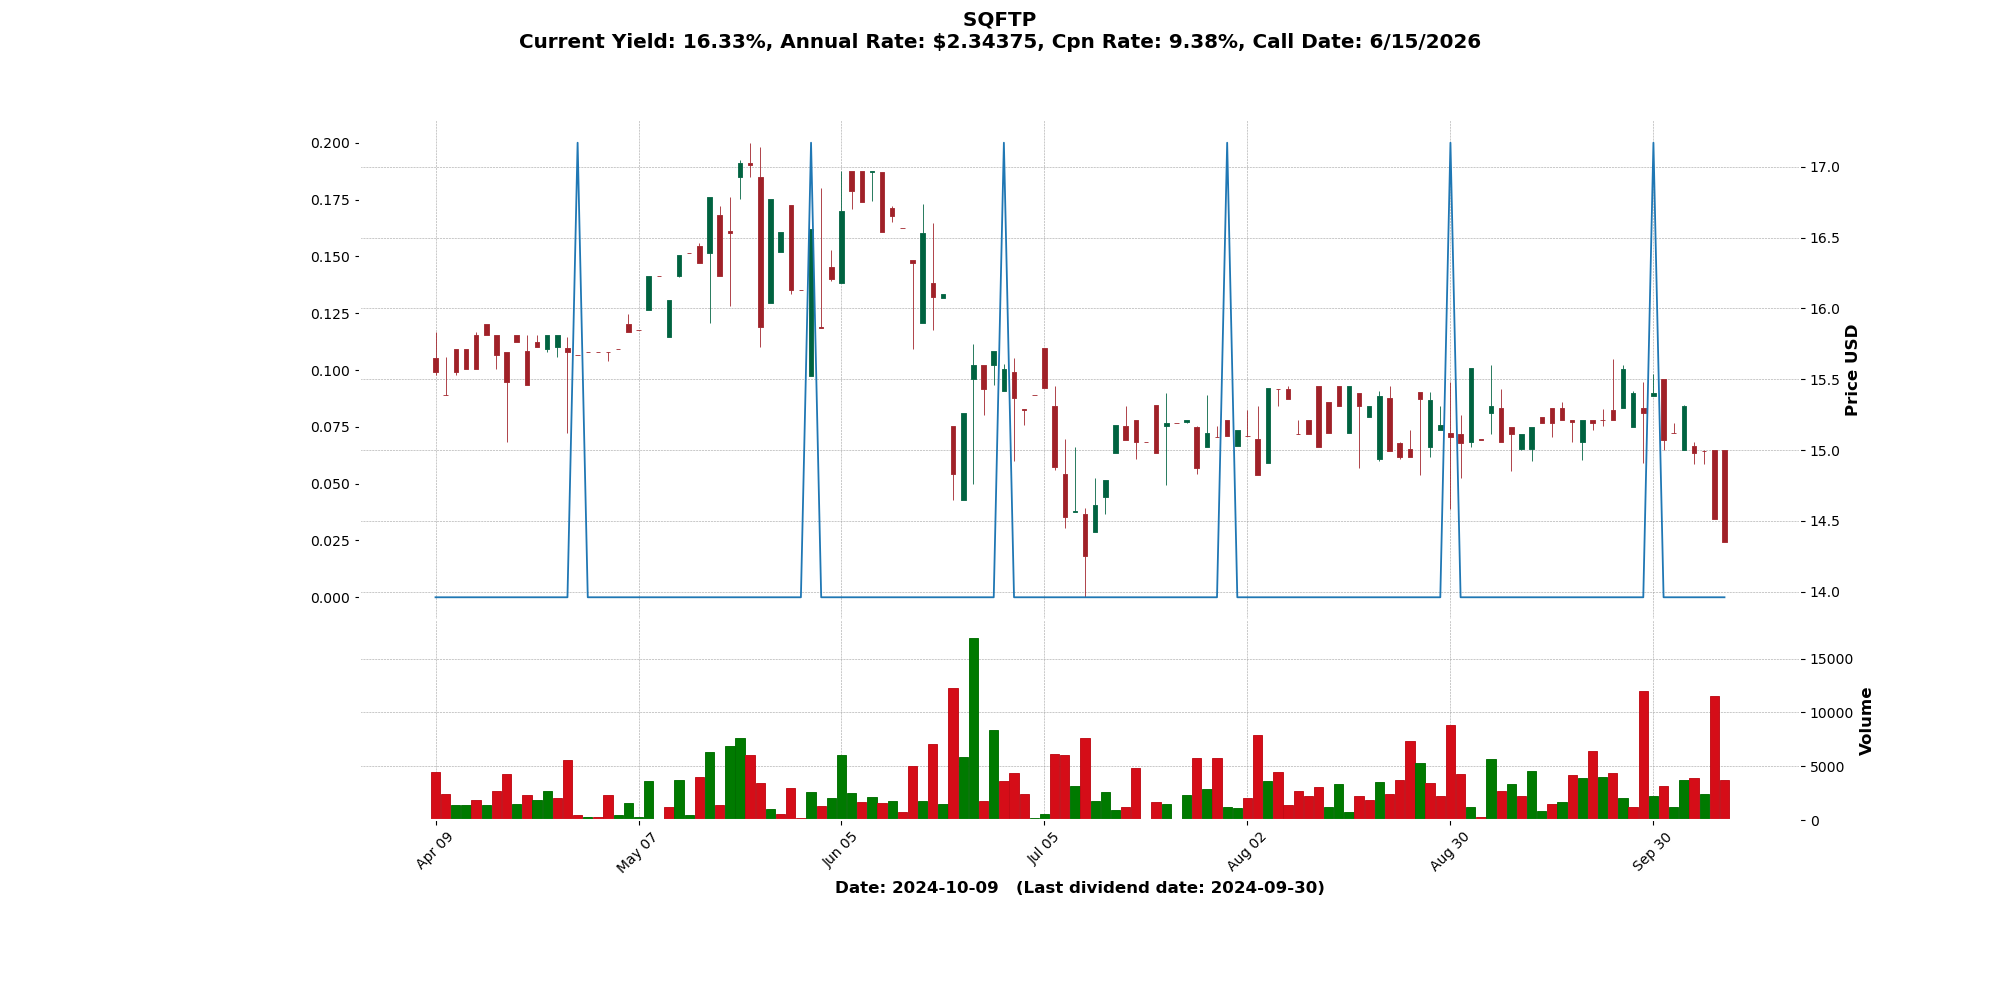 SQFTP
Current Yield: 16.33%, Annual Rate: $2.34375, Cpn Rate: 9.38%, Call Date: 6/15/2026
0.200
0.175
0.150
0.125
0.100
0.075
0.050
0.025
0.000
17.0
16.5
16.0
15.5
15.0
14.5
14.0
Price USD
15000
10000
5000
0
Volume
Apr 09
May 07
Jun 05
Jul 05
Aug 02
Aug 30
Sep 30
Date: 2024-10-09 (Last dividend date: 2024-09-30)